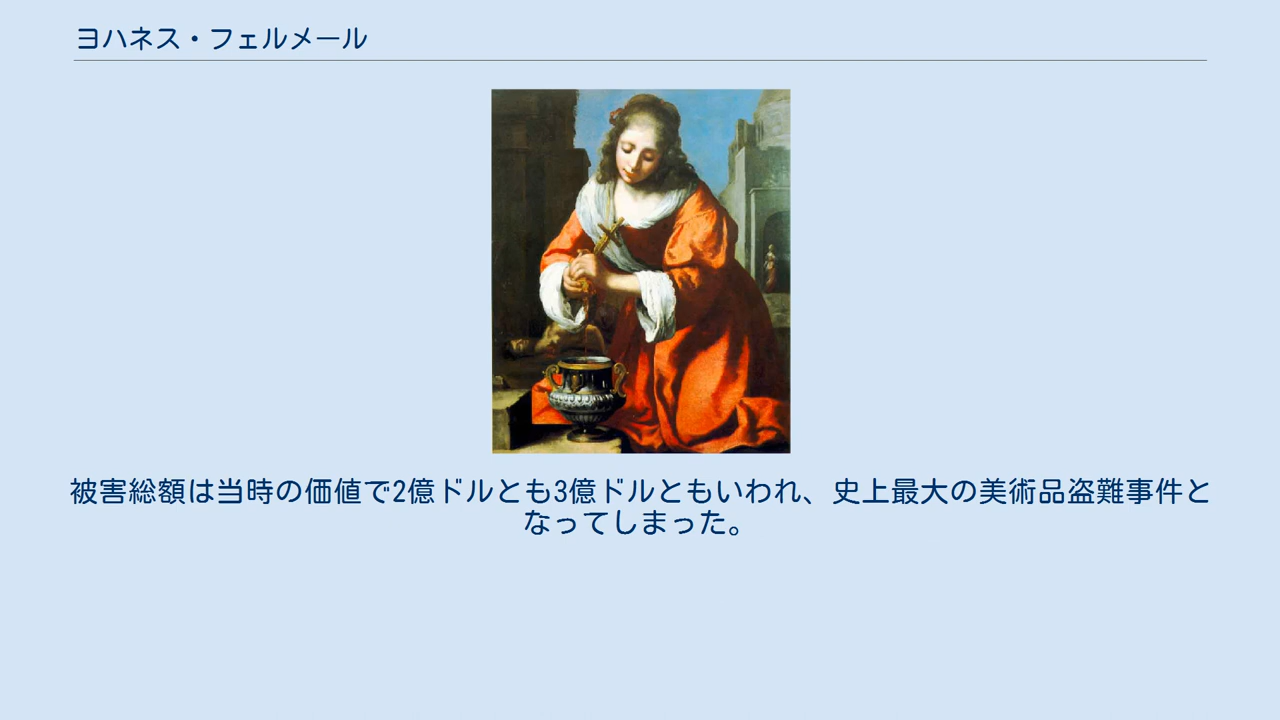 ヨハネス・フェルメール
被害総額は当時の価値で2億ドルとも3億ドルともいわれ、史上最大の美術品盗難事件と
なってしまった。